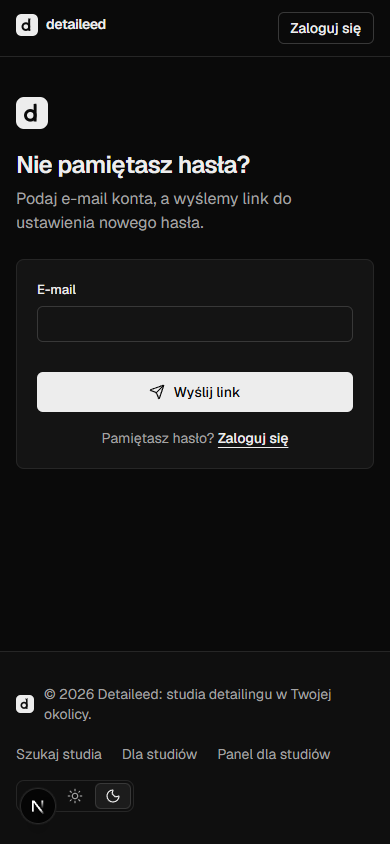 d detaileed
Zaloguj się
d
Nie pamiętasz hasła?
Podaj e-mail konta, a wyślemy link do
ustawienia nowego hasła.
E-mail
Wyślij link
Pamiętasz hasło? Zaloguj się
d © 2026 Detaileed: studia detailingu w Twojej
okolicy.
Szukaj studia Dla studiów Panel dla studiów
N